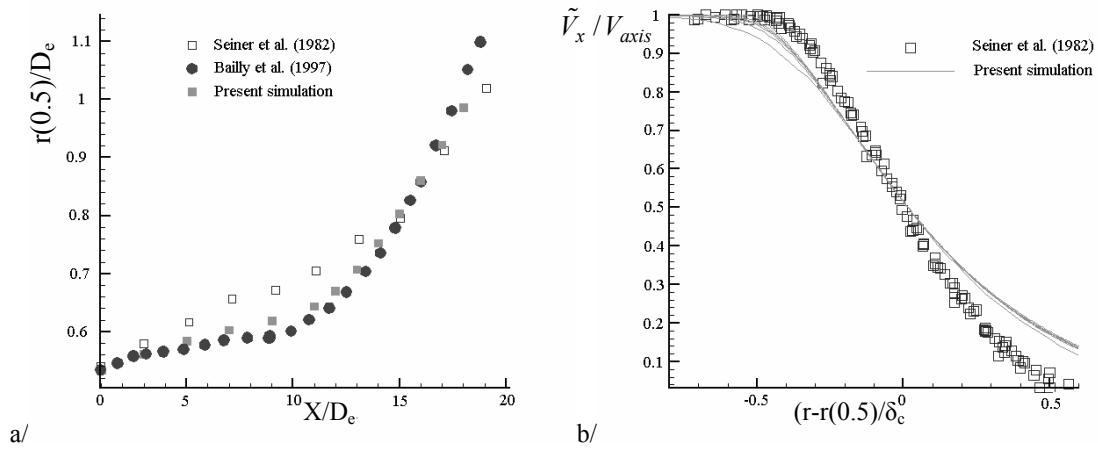 r(0.5)/Dₑ
1.1
1
0.9
0.8
0.7
0.6
0
5
10
15
20
X/Dₑ
Seiner et al. (1982)
Bailly et al. (1997)
Present simulation
a/
Ṽₓ / V_axis
1
0.9
0.8
0.7
0.6
0.5
0.4
0.3
0.2
0.1
-0.5
0
0.5
(r-r(0.5)/δ_c
Seiner et al. (1982)
Present simulation
b/